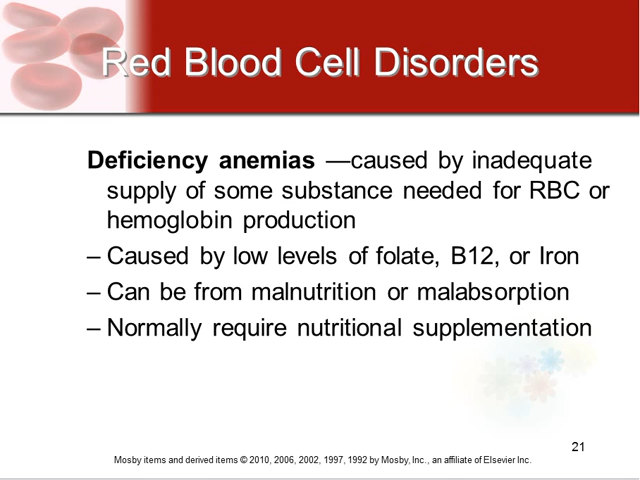 Red Blood Cell Disorders
Deficiency anemias —caused by inadequate
supply of some substance needed for RBC or
hemoglobin production
– Caused by low levels of folate, B12, or Iron
– Can be from malnutrition or malabsorption
– Normally require nutritional supplementation
21
Mosby items and derived items © 2010, 2006, 2002, 1997, 1992 by Mosby, Inc., an affiliate of Elsevier Inc.